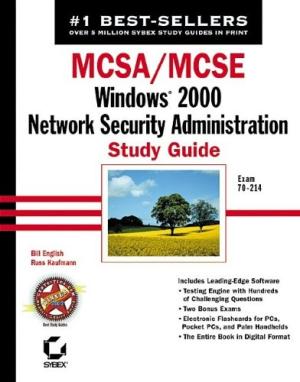 #1 BEST-SELLERS
OVER 5 MILLION SYBEX STUDY GUIDES IN PRINT
MCSA/MCSE
Windows® 2000
Network Security Administration
Study Guide
Exam
70-214
Bill English
Russ Kaufmann
Includes Leading-Edge Software
• Testing Engine with Hundreds
of Challenging Questions
• Two Bonus Exams
• Electronic Flashcards for PCs,
Pocket PCs, and Palm Handhelds
• The Entire Book in Digital Format
Best Study Guides
SYBEX®